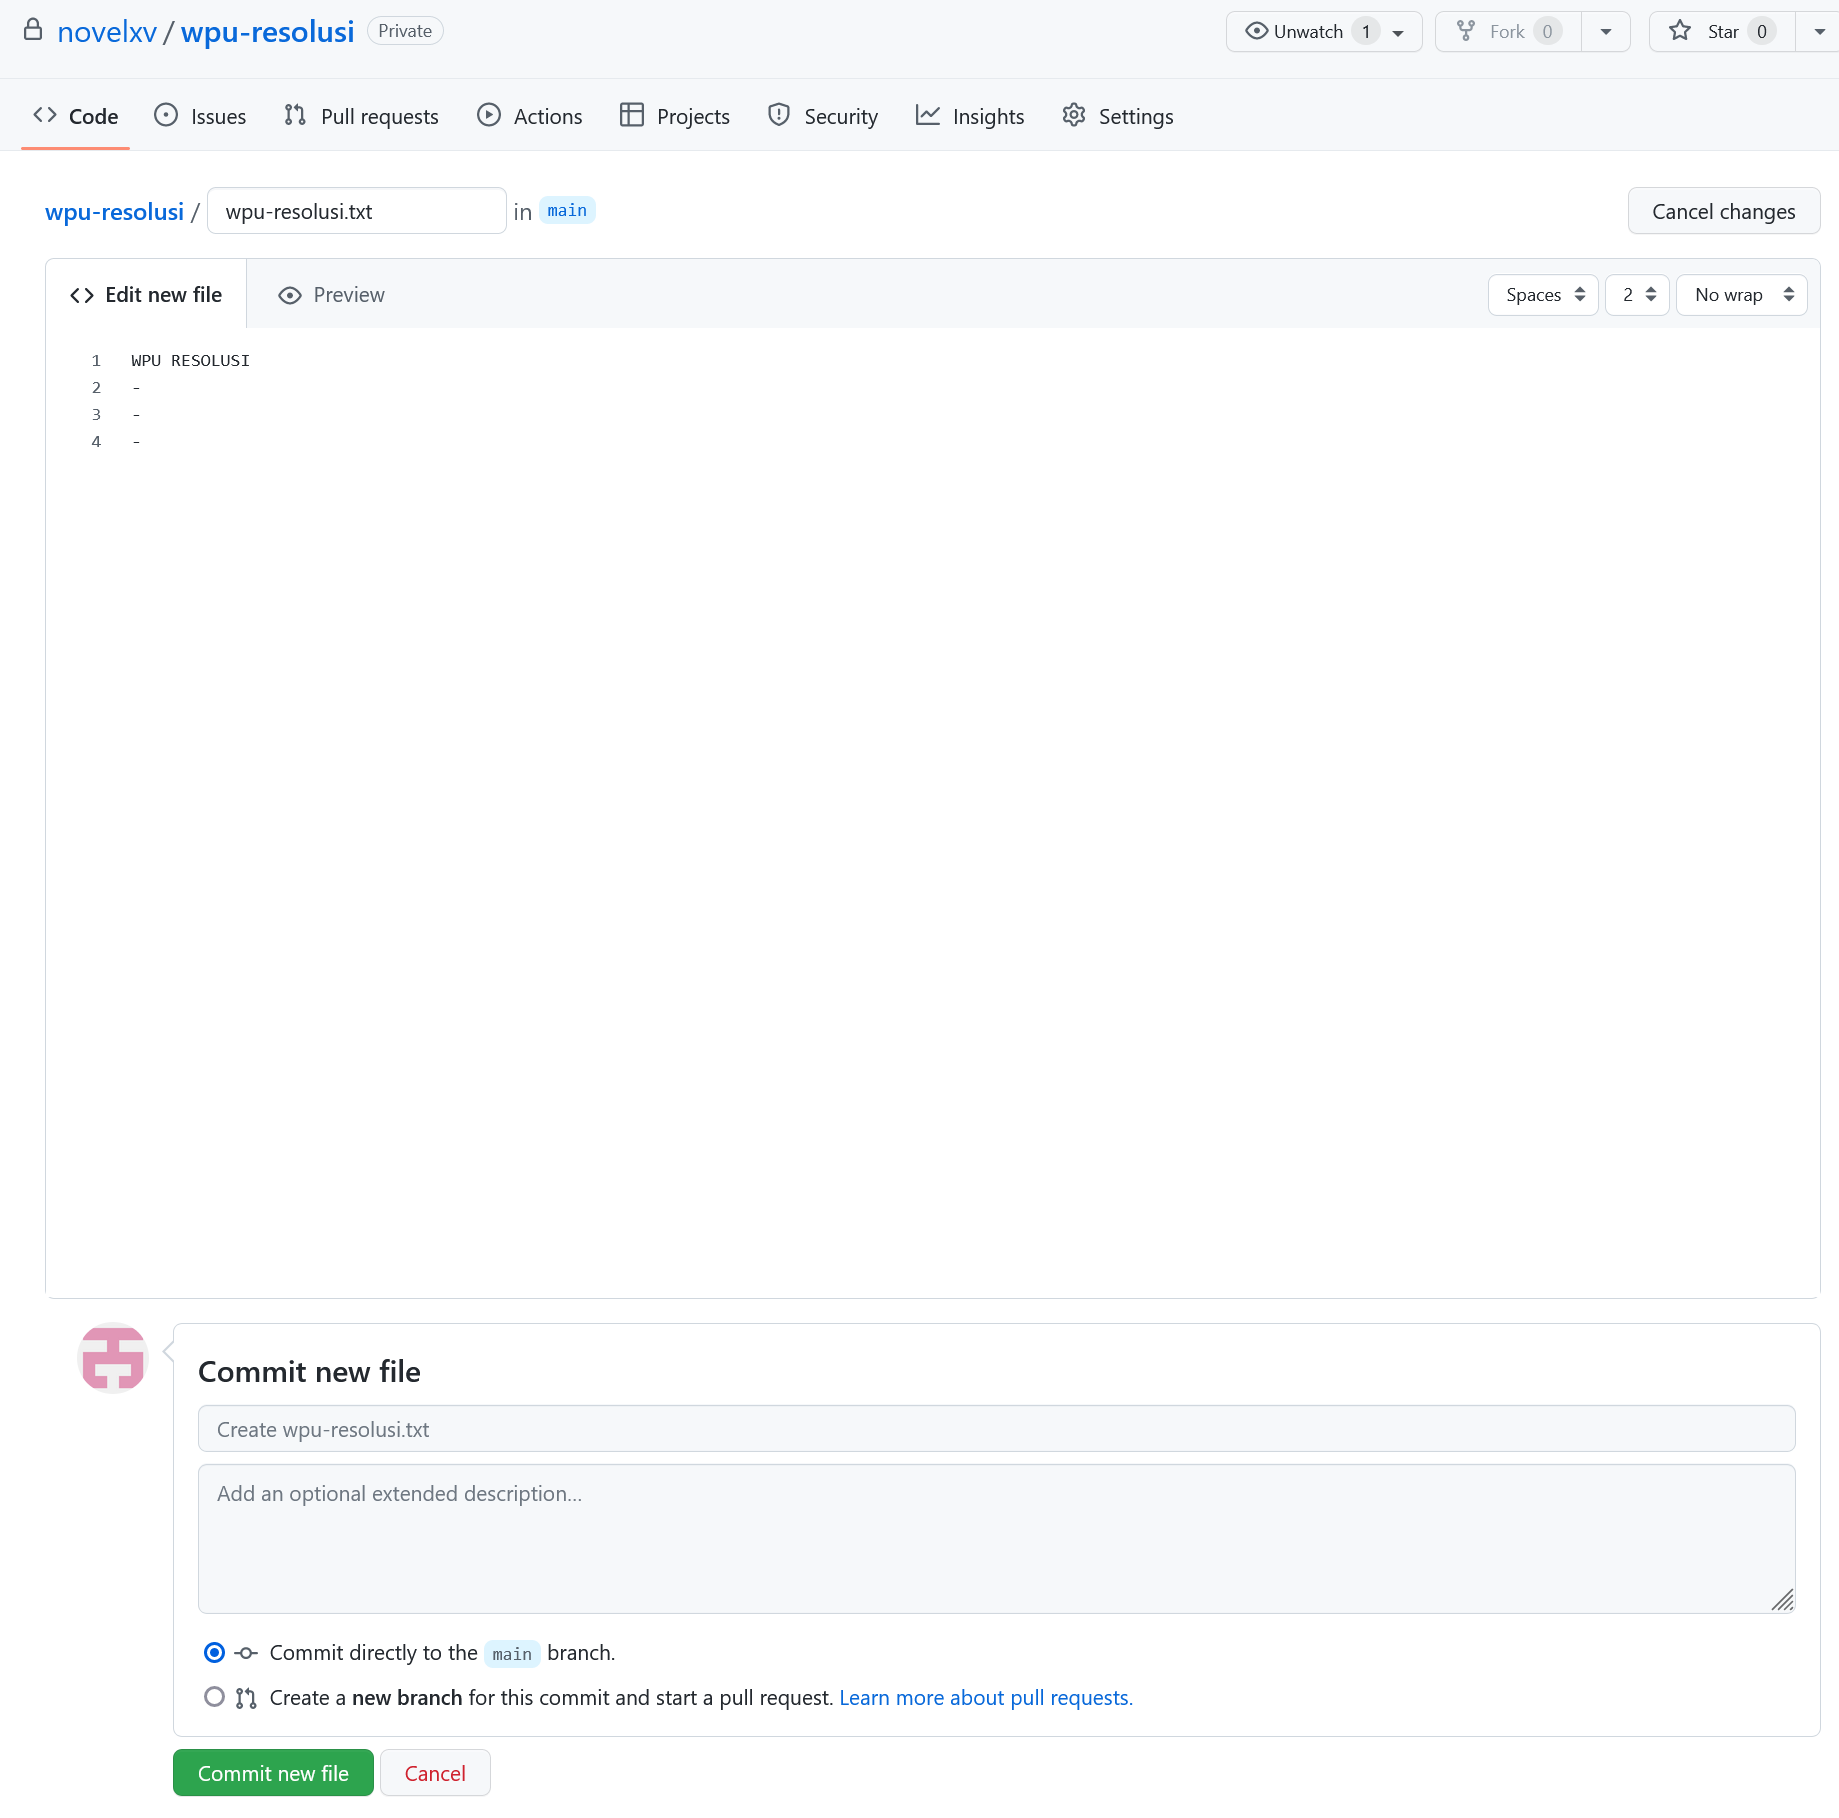 novelxv / wpu-resolusi Private Unwatch 1 Fork 0 Star 0
Code Issues Pull requests Actions Projects Security Insights Settings
wpu-resolusi / wpu-resolusi.txt in main Cancel changes
Edit new file Preview Spaces 2 No wrap
1 WPU RESOLUSI
2 -
3 -
4 -
Commit new file
Create wpu-resolusi.txt
Add an optional extended description...
Commit directly to the main branch.
Create a new branch for this commit and start a pull request. Learn more about pull requests.
Commit new file Cancel